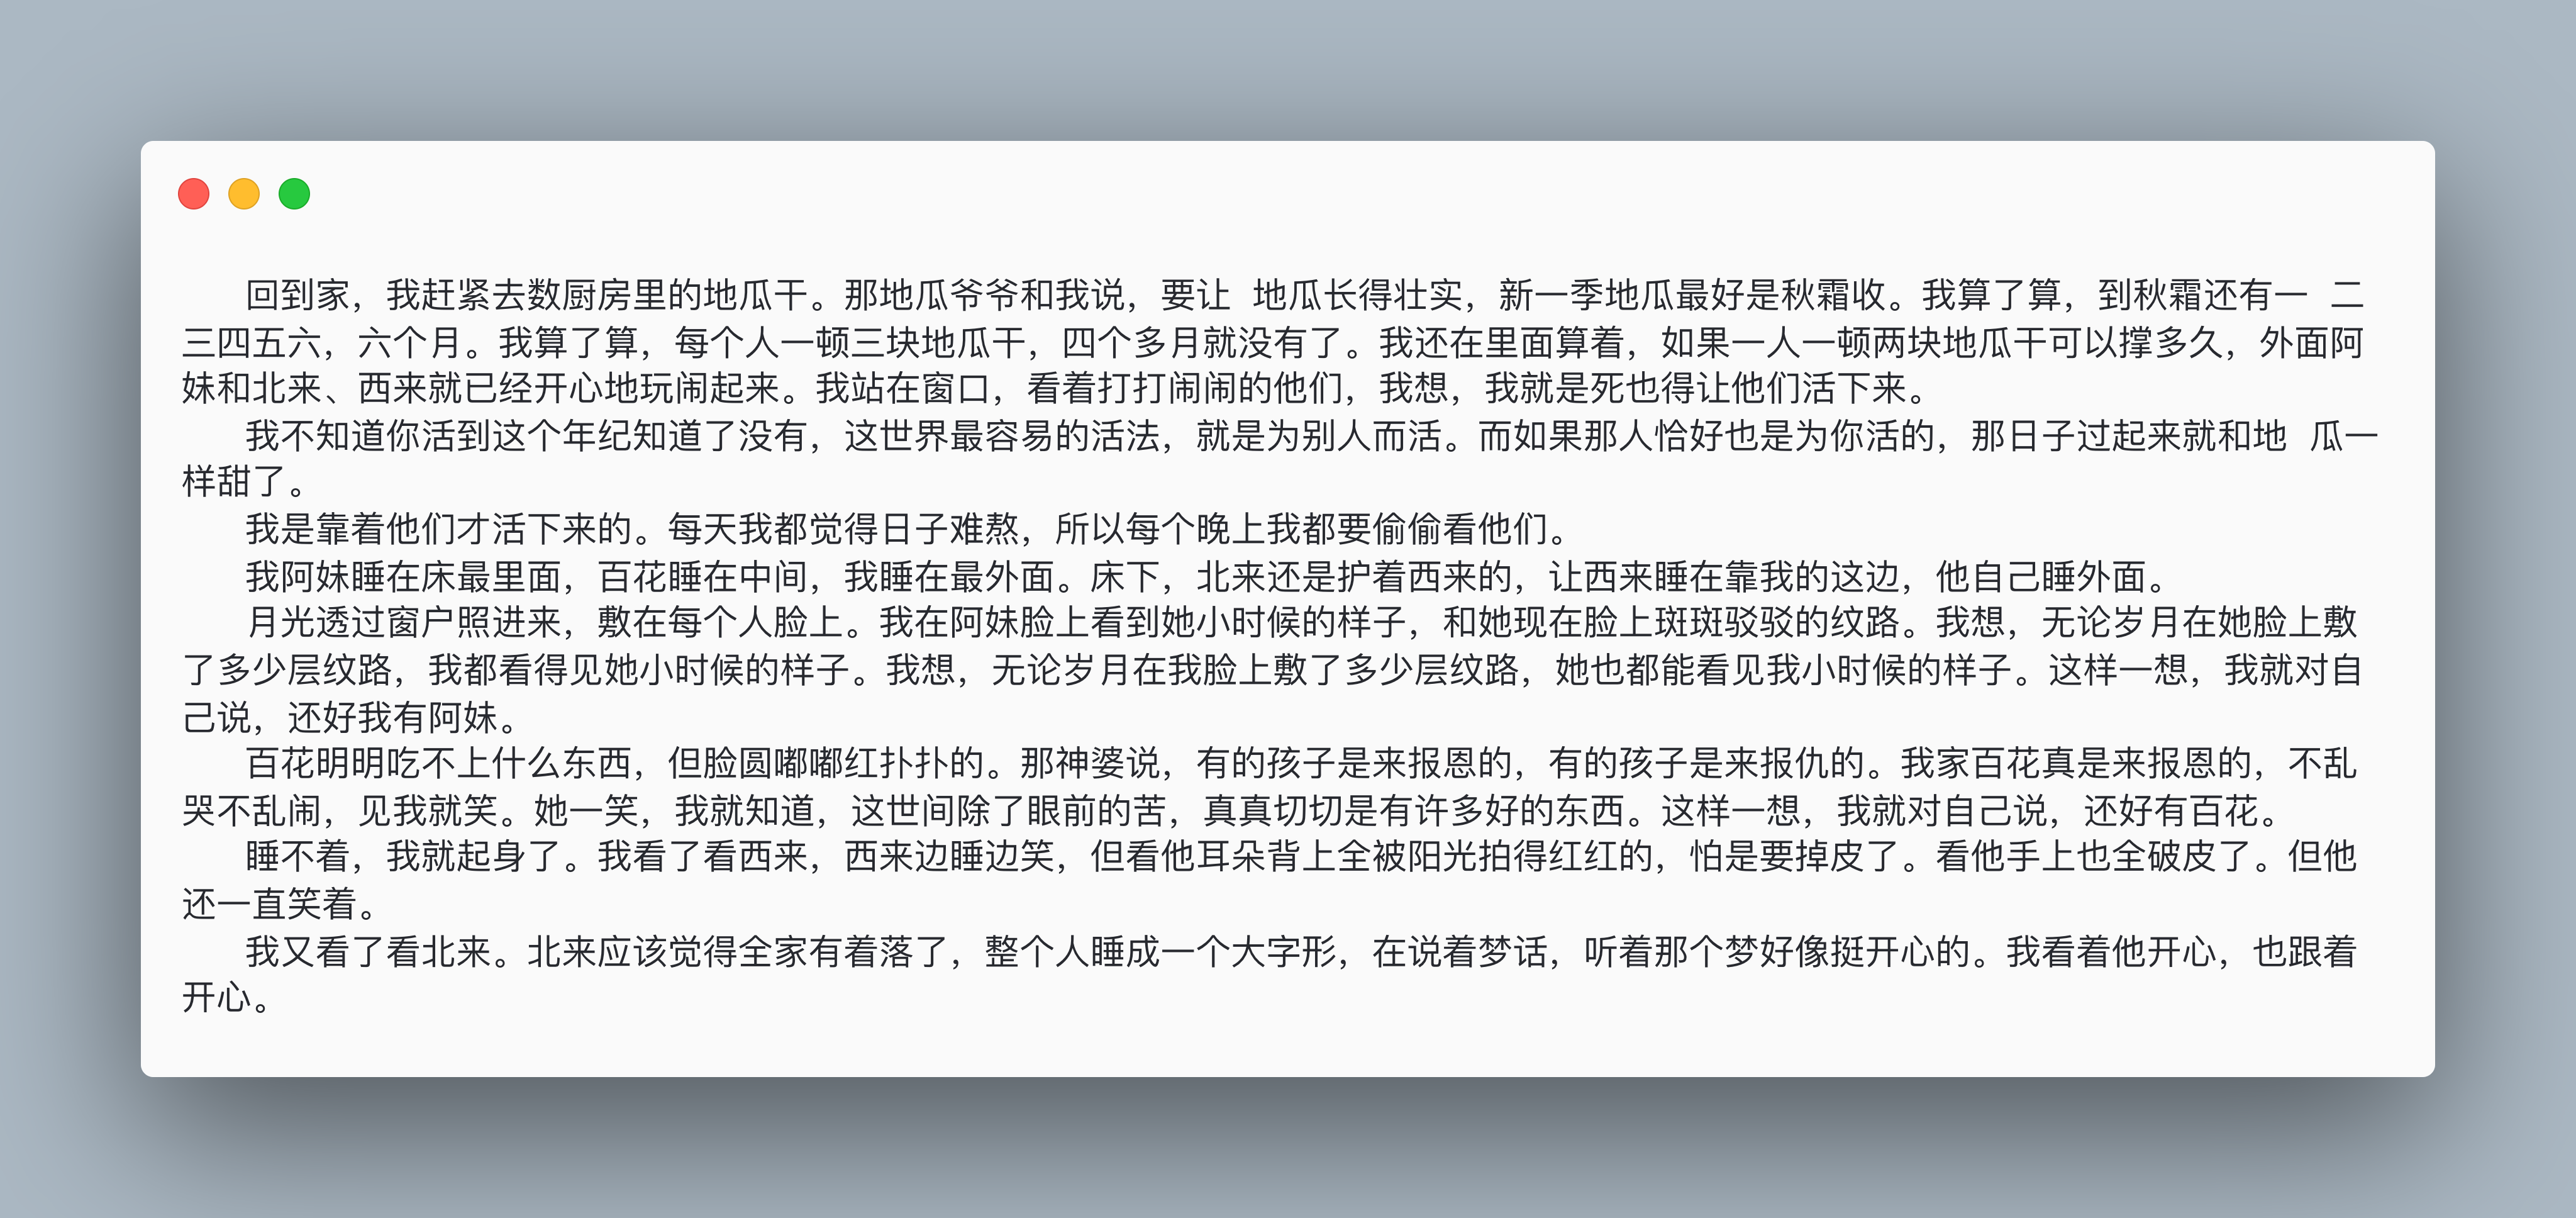 回到家，我赶紧去数厨房里的地瓜干。那地瓜爷爷和我说，要让 地瓜长得壮实，新一季地瓜最好是秋霜收。我算了算，到秋霜还有一 二
三四五六，六个月。我算了算，每个人一顿三块地瓜干，四个多月就没有了。我还在里面算着，如果一人一顿两块地瓜干可以撑多久，外面阿
妹和北来、西来就已经开心地玩闹起来。我站在窗口，看着打打闹闹的他们，我想，我就是死也得让他们活下来。
我不知道你活到这个年纪知道了没有，这世界最容易的活法，就是为别人而活。而如果那人恰好也是为你活的，那日子过起来就和地 瓜一
样甜了。
我是靠着他们才活下来的。每天我都觉得日子难熬，所以每个晚上我都要偷偷看他们。
我阿妹睡在床最里面，百花睡在中间，我睡在最外面。床下，北来还是护着西来的，让西来睡在靠我的这边，他自己睡外面。
月光透过窗户照进来，敷在每个人脸上。我在阿妹脸上看到她小时候的样子，和她现在脸上斑斑驳驳的纹路。我想，无论岁月在她脸上敷
了多少层纹路，我都看得见她小时候的样子。我想，无论岁月在我脸上敷了多少层纹路，她也都能看见我小时候的样子。这样一想，我就对自
己说，还好我有阿妹。
百花明明吃不上什么东西，但脸圆嘟嘟红扑扑的。那神婆说，有的孩子是来报恩的，有的孩子是来报仇的。我家百花真是来报恩的，不乱
哭不乱闹，见我就笑。她一笑，我就知道，这世间除了眼前的苦，真真切切是有许多好的东西。这样一想，我就对自己说，还好有百花。
睡不着，我就起身了。我看了看西来，西来边睡边笑，但看他耳朵背上全被阳光拍得红红的，怕是要掉皮了。看他手上也全破皮了。但他
还一直笑着。
我又看了看北来。北来应该觉得全家有着落了，整个人睡成一个大字形，在说着梦话，听着那个梦好像挺开心的。我看着他开心，也跟着
开心。